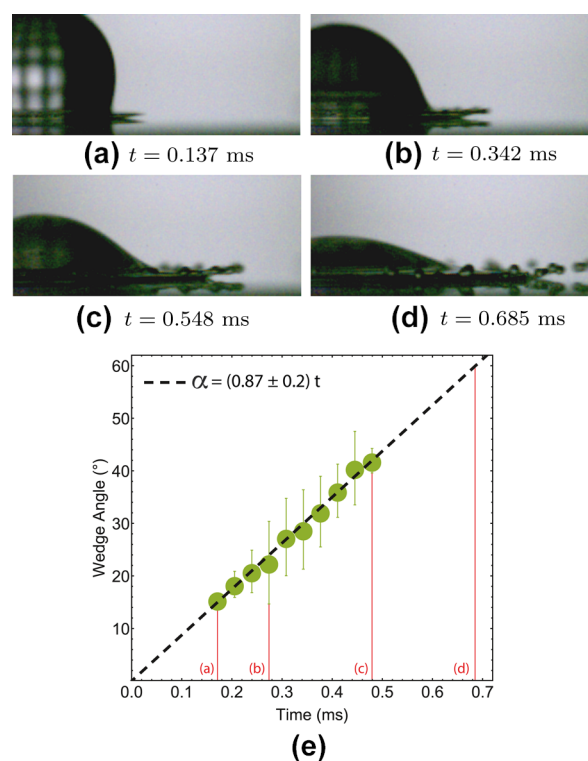 (a) t = 0.137 ms
(b) t = 0.342 ms
(c) t = 0.548 ms
(d) t = 0.685 ms
60
50
40
30
20
10
Wedge Angle (°)
α = (0.87 ± 0.2) t
(a)
(b)
(c)
(d)
0.0 0.1 0.2 0.3 0.4 0.5 0.6 0.7
Time (ms)
(e)